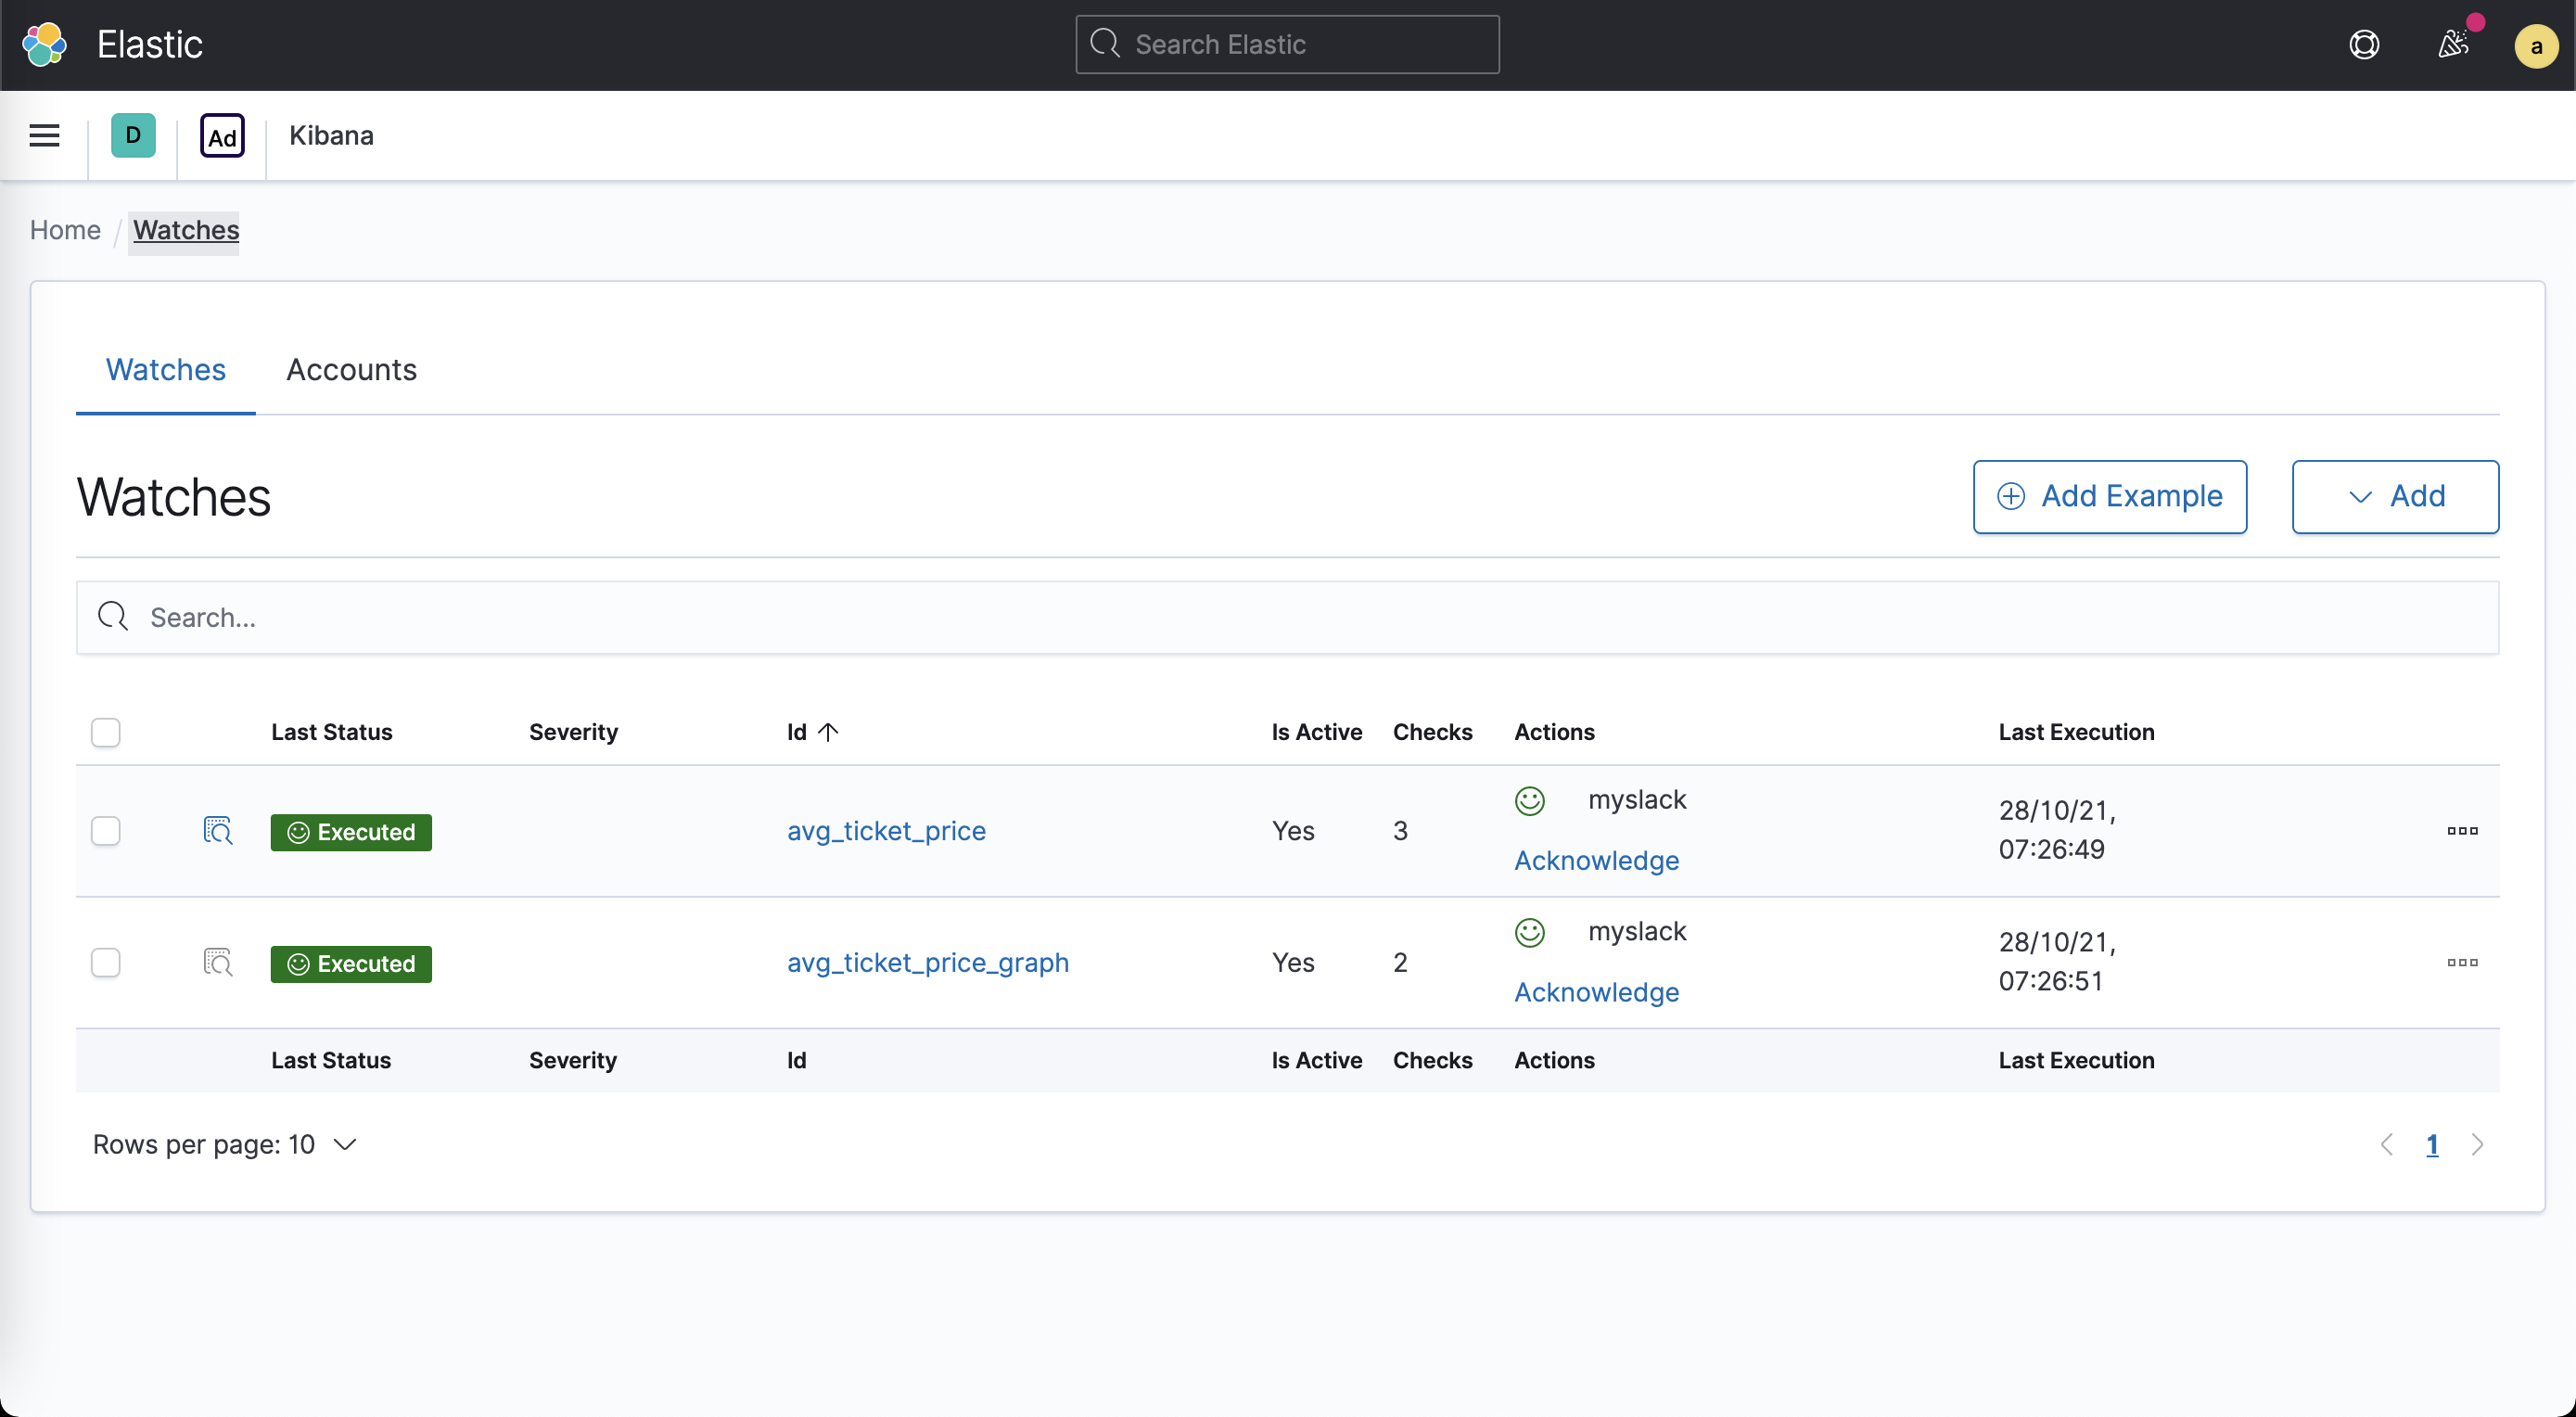 Elastic
Search Elastic
a
D
Ad
Kibana
Home / Watches
Watches
Accounts
Watches
Add Example
Add
Search...
Last Status Severity Id Is Active Checks Actions Last Execution
Executed avg_ticket_price Yes 3 myslack 28/10/21,
Acknowledge 07:26:49
Executed avg_ticket_price_graph Yes 2 myslack 28/10/21,
Acknowledge 07:26:51
Last Status Severity Id Is Active Checks Actions Last Execution
Rows per page: 10
1